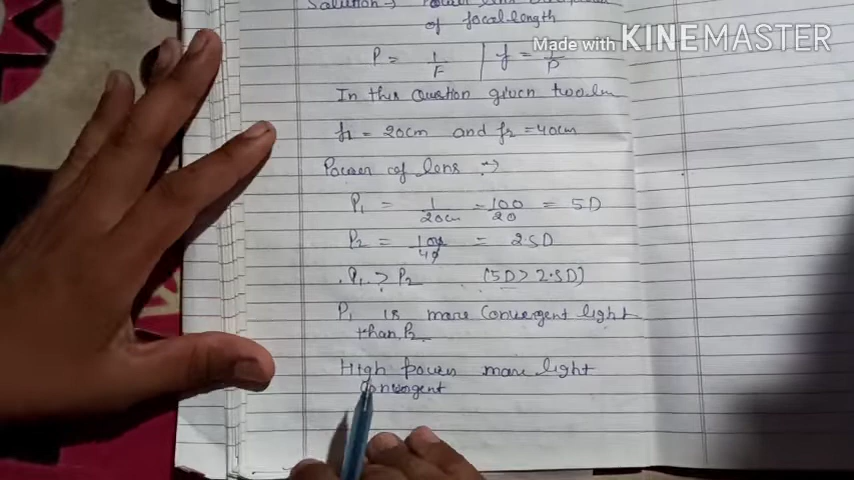 Solution → Power lens
of focal length
Made with KINEMASTER
P = 1/F | f = 1/P
In this Question given two
f1 = 20cm and f2 = 40cm
Power of lens :→
P1 = 1/20cm = 100/20 = 5D
P2 = 100/40 = 2.5D
P1 > P2 (5D > 2.5D)
P1 is more convergent light
than P2
High power more light
convergent